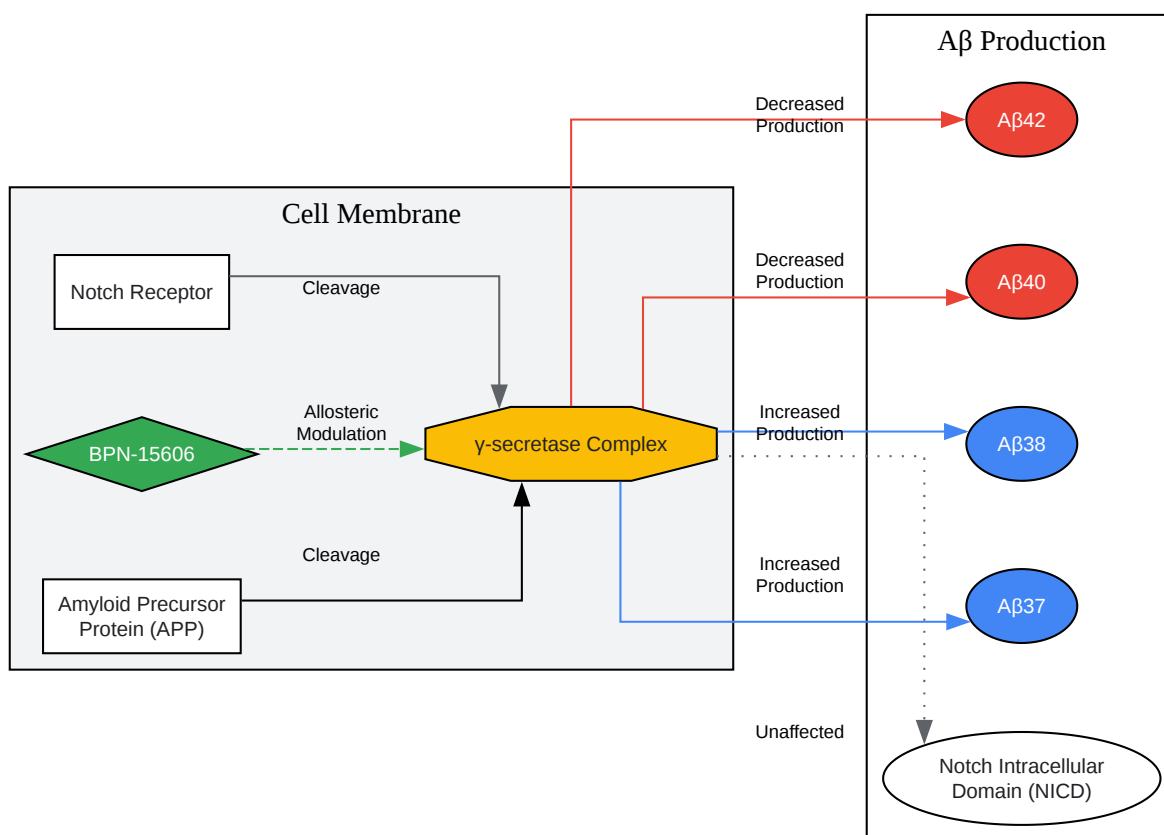 Aβ Production
Decreased
Production
Aβ42
Cell Membrane
Notch Receptor
Cleavage
Decreased
Production
Aβ40
BPN-15606
Allosteric
Modulation
γ-secretase Complex
Increased
Production
Aβ38
Amyloid Precursor
Protein (APP)
Cleavage
Increased
Production
Aβ37
Unaffected
Notch Intracellular
Domain (NICD)